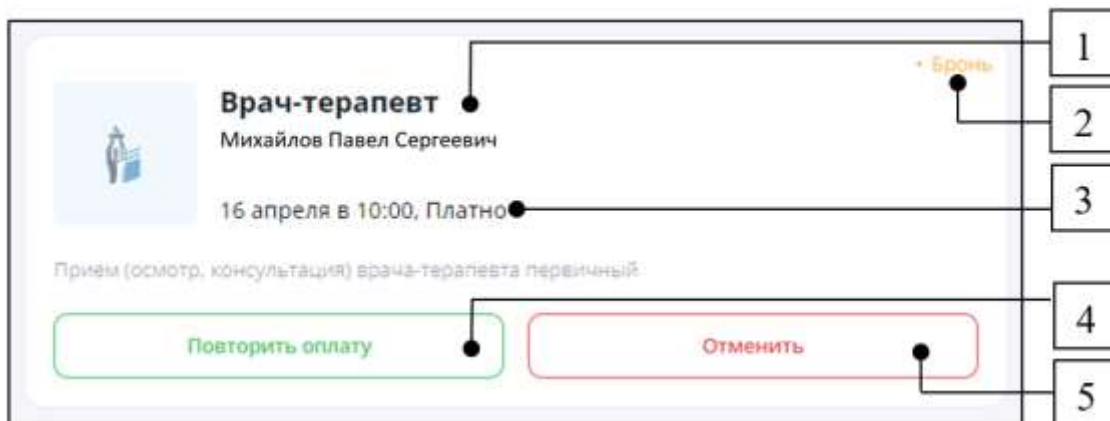 1
• Бронь
Врач-терапевт
2
Михайлов Павел Сергеевич
3
16 апреля в 10:00, Платно
Приём (осмотр, консультация) врача-терапевта первичный
4
Повторить оплату
Отменить
5